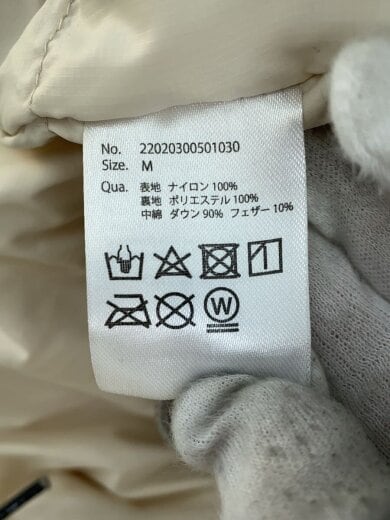 No. 22020300501030
Size. M
Qua. 表地 ナイロン 100%
裏地 ポリエステル 100%
中綿 ダウン 90% フェザー 10%
W